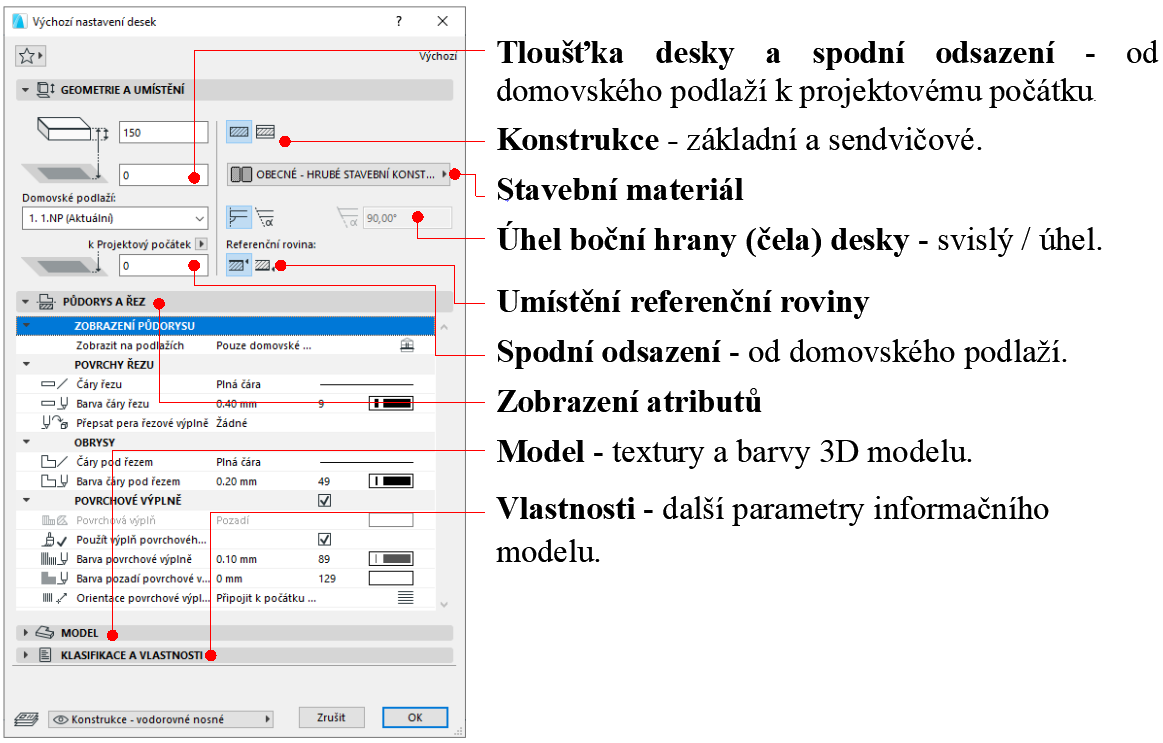 Výchozí nastavení desek
?
Výchozí
GEOMETRIE A UMÍSTĚNÍ
150
0
OBECNÉ - HRUBÉ STAVEBNÍ KONST...
Domovské podlaží:
1. 1.NP (Aktuální)
α
α
90,00°
k Projektový počátek
Referenční rovina:
0
PŮDORYS A ŘEZ
ZOBRAZENÍ PŮDORYSU
Zobrazit na podlažích Pouze domovské ...
POVRCHY ŘEZU
Čáry řezu Plná čára
Barva čáry řezu 0.40 mm 9
Přepsat pera řezové výplně Žádné
OBRYSY
Čáry pod řezem Plná čára
Barva čáry pod řezem 0.20 mm 49
POVRCHOVÉ VÝPLNĚ
Povrchová výplň Pozadí
Použít výplň povrchovéh...
Barva povrchové výplně 0.10 mm 89
Barva pozadí povrchové v... 0 mm 129
Orientace povrchové výpl... Připojit k počátku ...
MODEL
KLASIFIKACE A VLASTNOSTI
Konstrukce - vodorovné nosné
Zrušit
OK
Tloušťka desky a spodní odsazení - od
domovského podlaží k projektovému počátku.
Konstrukce - základní a sendvičové.
Stavební materiál
Úhel boční hrany (čela) desky - svislý / úhel.
Umístění referenční roviny
Spodní odsazení - od domovského podlaží.
Zobrazení atributů
Model - textury a barvy 3D modelu.
Vlastnosti - další parametry informačního
modelu.